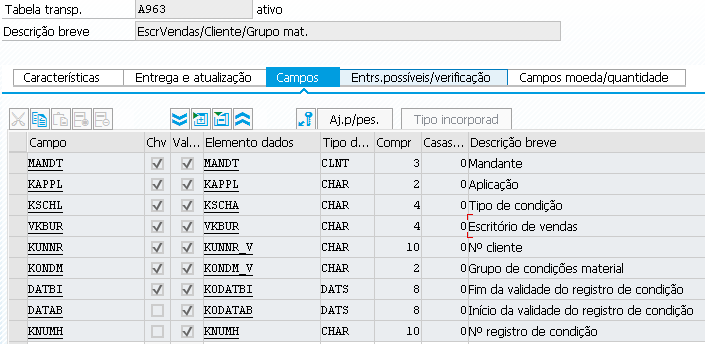 Tabela transp. A963 ativo
Descrição breve EscrVendas/Cliente/Grupo mat.
Características Entrega e atualização Campos Entrs.possíveis/verificação Campos moeda/quantidade
Aj.p/pes. Tipo incorporad
Campo Chv Val... Elemento dados Tipo d... Compr Casas... Descrição breve
MANDT MANDT CLNT 3 0 Mandante
KAPPL KAPPL CHAR 2 0 Aplicação
KSCHL KSCHA CHAR 4 0 Tipo de condição
VKBUR VKBUR CHAR 4 0 Escritório de vendas
KUNNR KUNNR_V CHAR 10 0 Nº cliente
KONDM KONDM_V CHAR 2 0 Grupo de condições material
DATBI KODATBI DATS 8 0 Fim da validade do registro de condição
DATAB KODATAB DATS 8 0 Início da validade do registro de condição
KNUMH KNUMH CHAR 10 0 Nº registro de condição